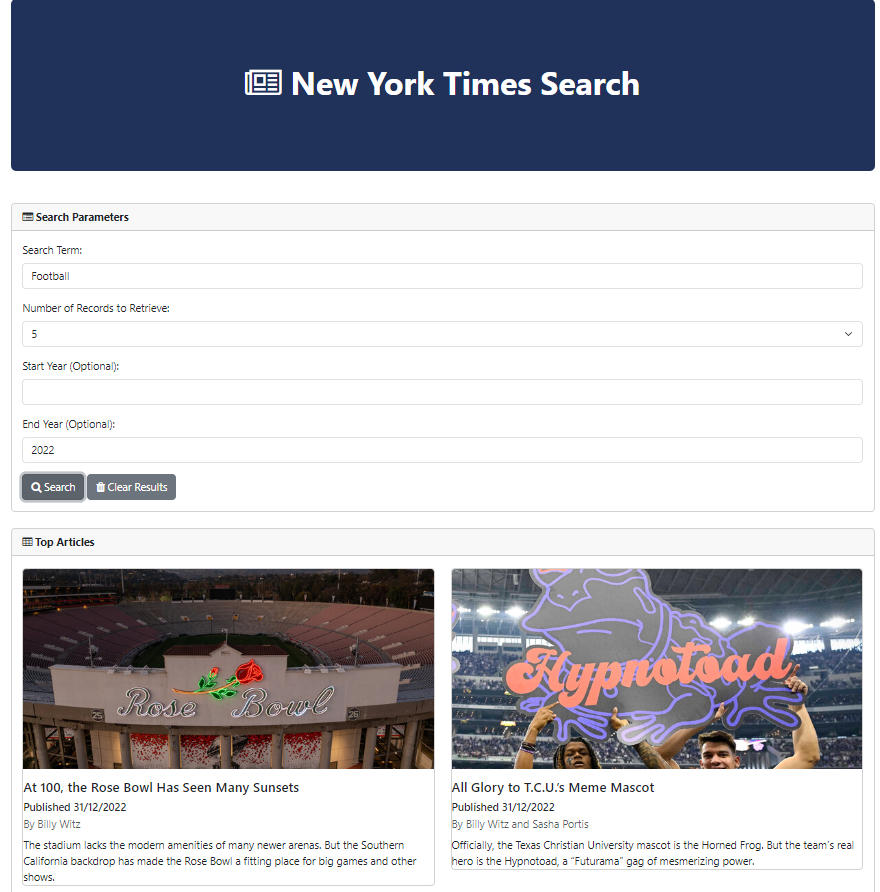 New York Times Search
Search Parameters
Search Term:
Football
Number of Records to Retrieve:
5
Start Year (Optional):
End Year (Optional):
2022
Search
Clear Results
Top Articles
25 Rose Bowl 26
At 100, the Rose Bowl Has Seen Many Sunsets
Published 31/12/2022
By Billy Witz
The stadium lacks the modern amenities of many newer arenas. But the Southern
California backdrop has made the Rose Bowl a fitting place for big games and other
shows.
Hypnotoad
All Glory to T.C.U.’s Meme Mascot
Published 31/12/2022
By Billy Witz and Sasha Portis
Officially, the Texas Christian University mascot is the Horned Frog. But the team’s real
hero is the Hypnotoad, a “Futurama” gag of mesmerizing power.